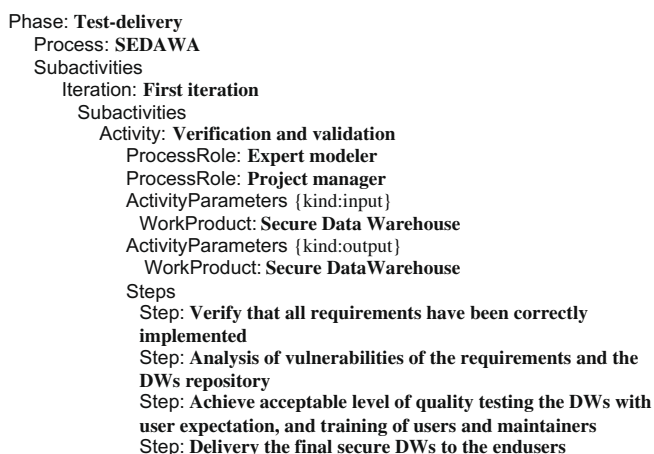 Phase: Test-delivery
Process: SEDAWA
Subactivities
Iteration: First iteration
Subactivities
Activity: Verification and validation
ProcessRole: Expert modeler
ProcessRole: Project manager
ActivityParameters {kind:input}
WorkProduct: Secure Data Warehouse
ActivityParameters {kind:output}
WorkProduct: Secure DataWarehouse
Steps
Step: Verify that all requirements have been correctly
implemented
Step: Analysis of vulnerabilities of the requirements and the
DWs repository
Step: Achieve acceptable level of quality testing the DWs with
user expectation, and training of users and maintainers
Step: Delivery the final secure DWs to the endusers